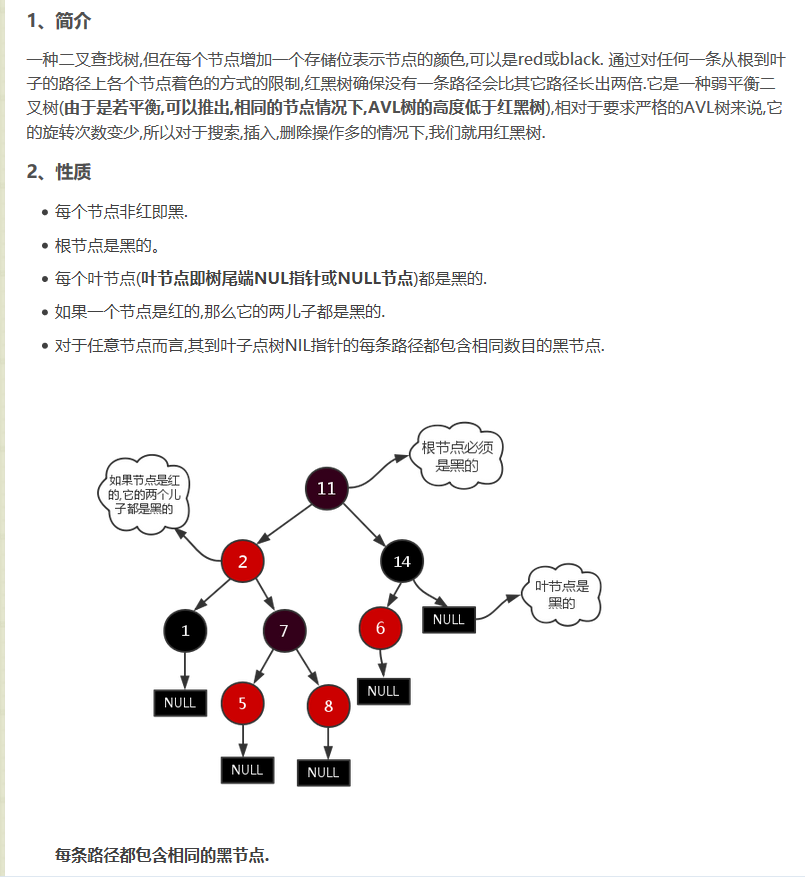 1、简介
一种二叉查找树,但在每个节点增加一个存储位表示节点的颜色,可以是red或black. 通过对任何一条从根到叶
子的路径上各个节点着色的方式的限制,红黑树确保没有一条路径会比其它路径长出两倍.它是一种弱平衡二
叉树(由于是若平衡,可以推出,相同的节点情况下,AVL树的高度低于红黑树),相对于要求严格的AVL树来说,它
的旋转次数变少,所以对于搜索,插入,删除操作多的情况下,我们就用红黑树.
2、性质
每个节点非红即黑.
根节点是黑的。
每个叶节点(叶节点即树尾端NUL指针或NULL节点)都是黑的.
如果一个节点是红的,那么它的两儿子都是黑的.
对于任意节点而言,其到叶子点树NIL指针的每条路径都包含相同数目的黑节点.
根节点必须
是黑的
如果节点是红
的,它的两个儿
子都是黑的
11
2
14
叶节点是
黑的
1
7
6
NULL
NULL
5
8
NULL
NULL
NULL
每条路径都包含相同的黑节点.